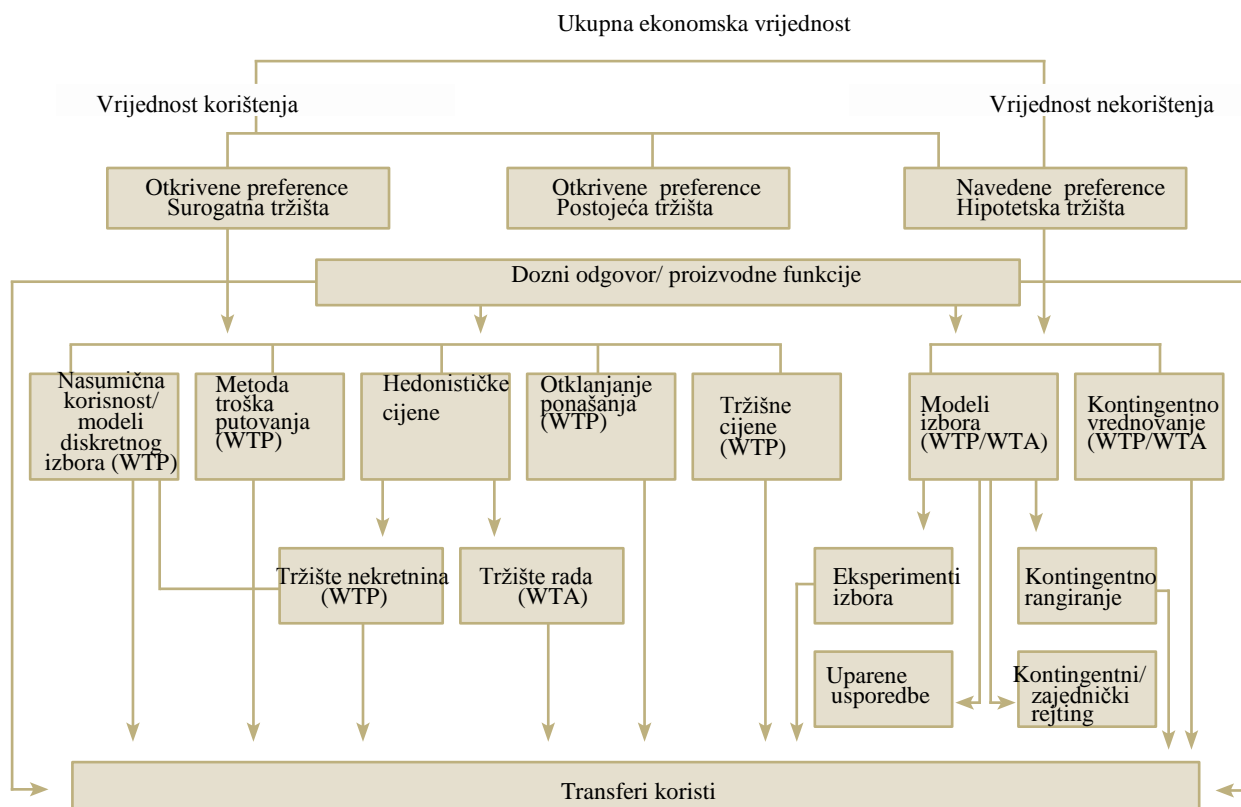 Ukupna ekonomska vrijednost
Vrijednost korištenja
Vrijednost nekorištenja
Otkrivene preference
Surogatna tržišta
Otkrivene preference
Postojeća tržišta
Navedene preference
Hipotetska tržišta
Dozni odgovor/ proizvodne funkcije
Nasumična
korisnost/
modeli
diskretnog
izbora (WTP)
Metoda
troška
putovanja
(WTP)
Hedonističke
cijene
Otklanjanje
ponašanja
(WTP)
Tržišne
cijene
(WTP)
Modeli
izbora
(WTP/WTA)
Kontingentno
vrednovanje
(WTP/WTA
Tržište nekretnina
(WTP)
Tržište rada
(WTA)
Eksperimenti
izbora
Kontingentno
rangiranje
Uparene
usporedbe
Kontingentni/
zajednički
rejting
Transferi koristi